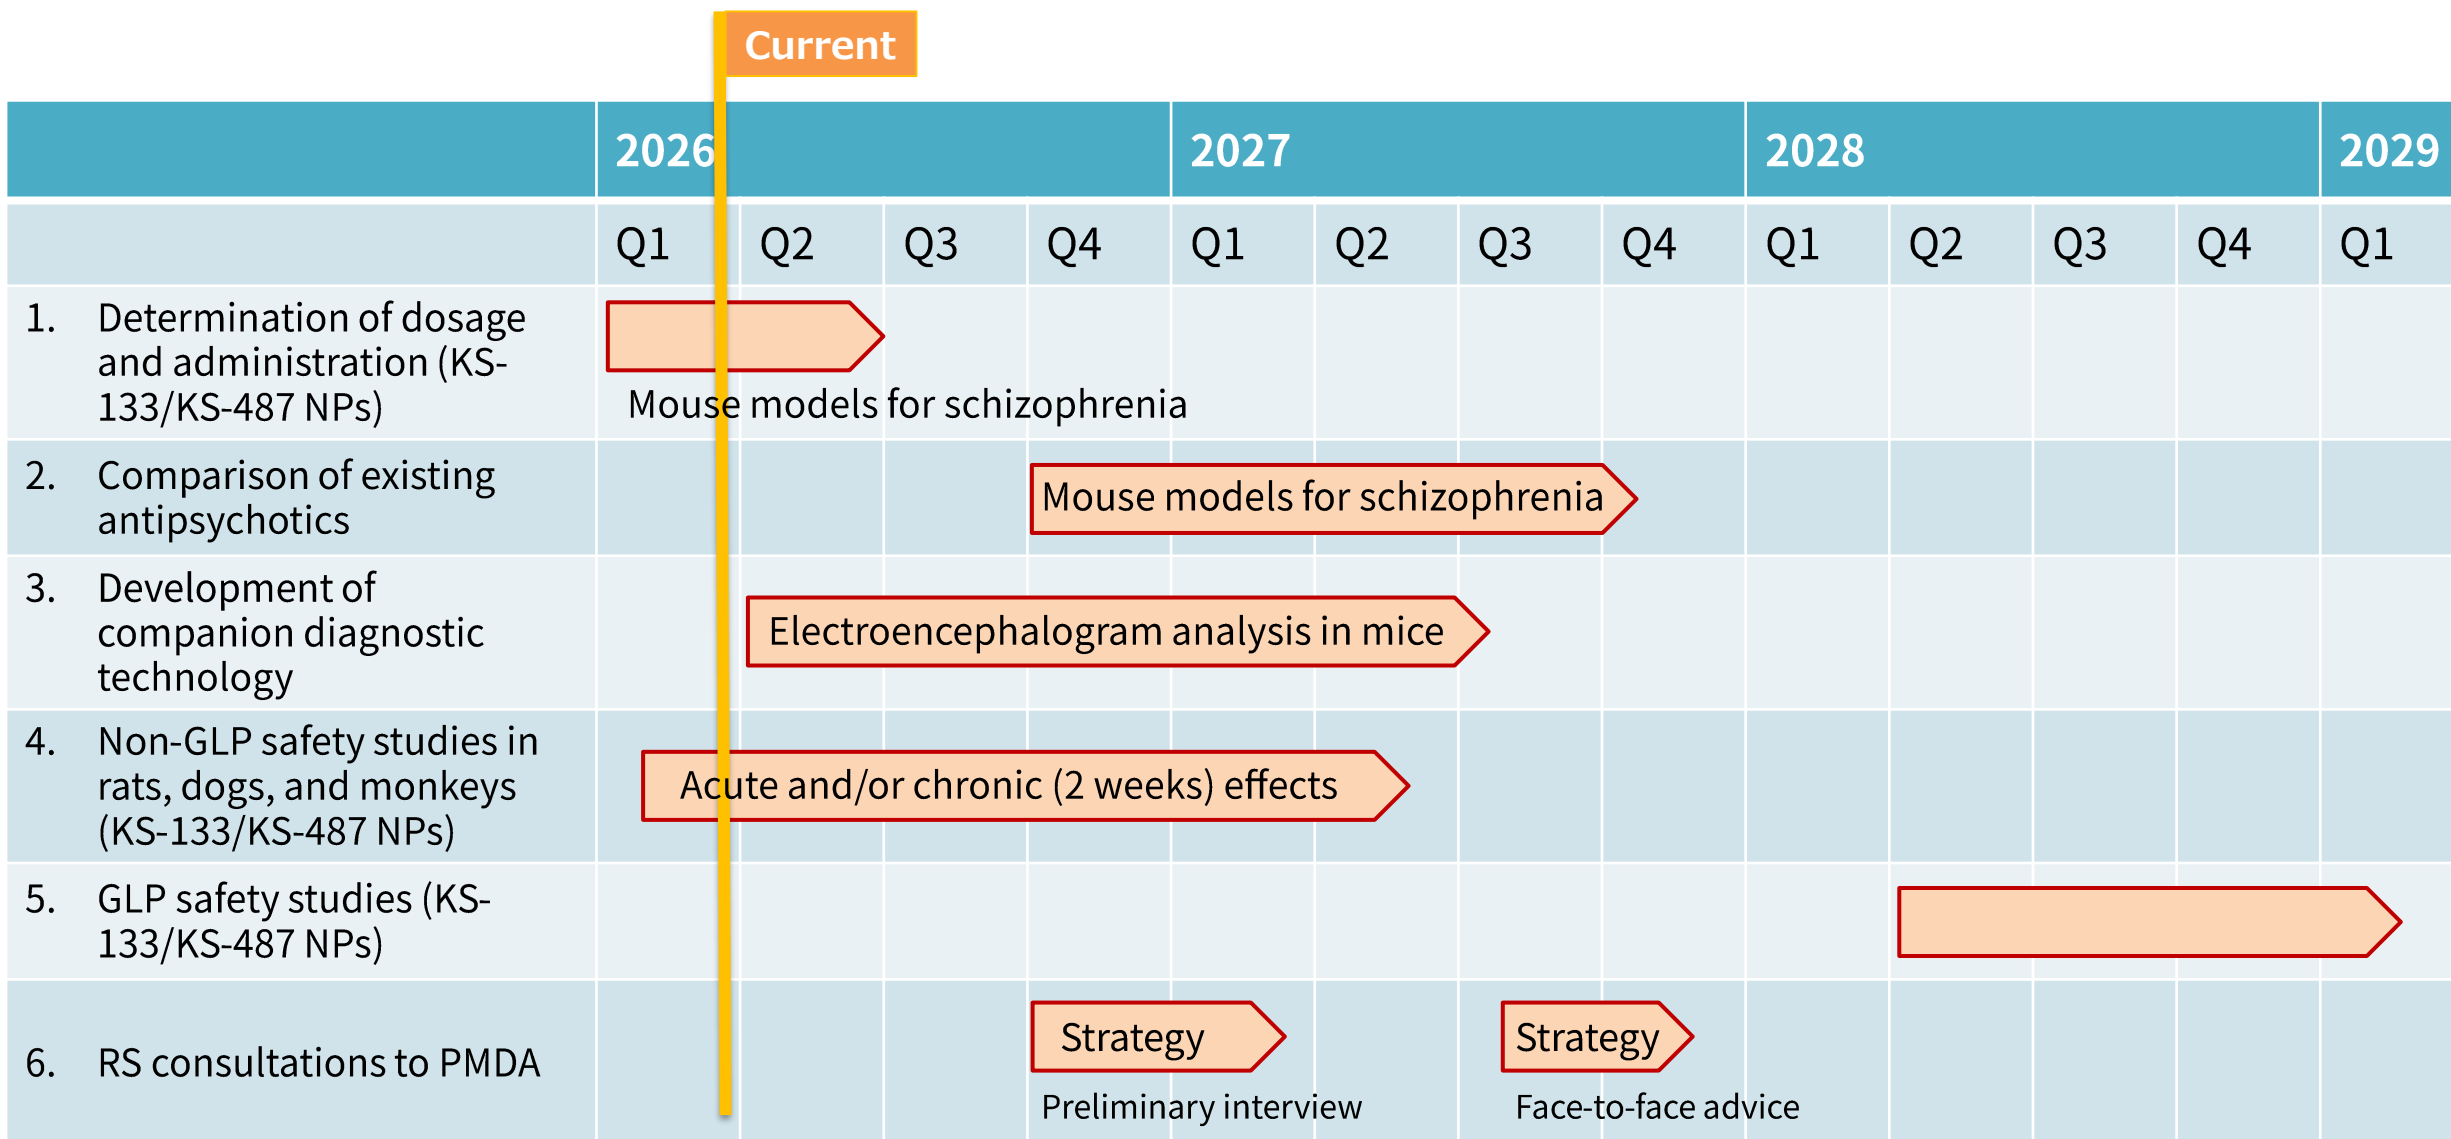 Current
2026 2027 2028 2029
Q1 Q2 Q3 Q4 Q1 Q2 Q3 Q4 Q1 Q2 Q3 Q4 Q1
1. Determination of dosage
and administration (KS-
133/KS-487 NPs)
Mouse models for schizophrenia
2. Comparison of existing
antipsychotics
Mouse models for schizophrenia
3. Development of
companion diagnostic
technology
Electroencephalogram analysis in mice
4. Non-GLP safety studies in
rats, dogs, and monkeys
(KS-133/KS-487 NPs)
Acute and/or chronic (2 weeks) effects
5. GLP safety studies (KS-
133/KS-487 NPs)
6. RS consultations to PMDA
Strategy
Preliminary interview
Strategy
Face-to-face advice